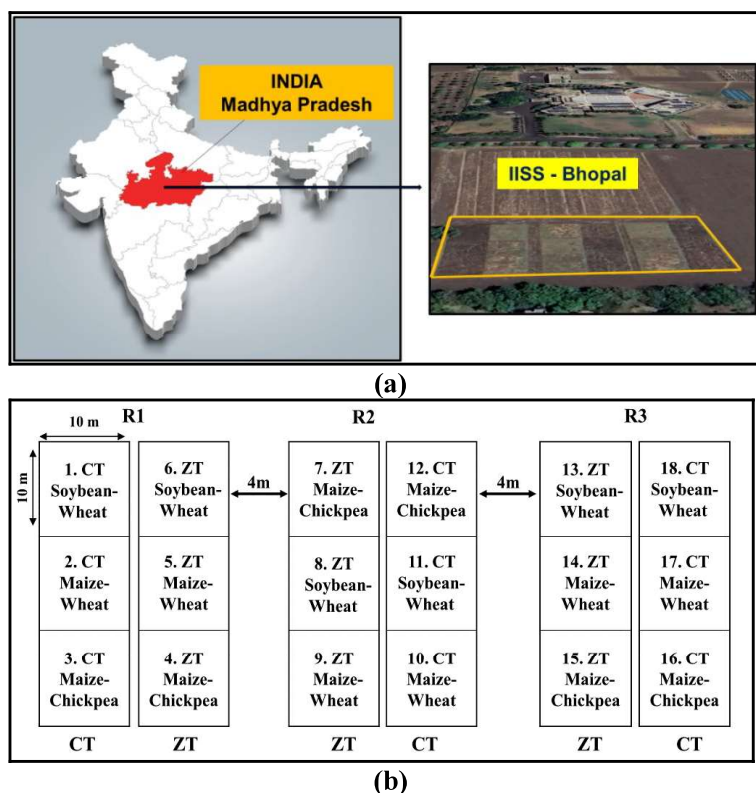 INDIA
Madhya Pradesh
IISS - Bhopal
(a)
R1
R2
R3
10 m
10 m
1. CT
Soybean-
Wheat
6. ZT
Soybean-
Wheat
4m
7. ZT
Maize-
Chickpea
12. CT
Maize-
Chickpea
4m
13. ZT
Soybean-
Wheat
18. CT
Soybean-
Wheat
2. CT
Maize-
Wheat
5. ZT
Maize-
Wheat
8. ZT
Soybean-
Wheat
11. CT
Soybean-
Wheat
14. ZT
Maize-
Wheat
17. CT
Maize-
Wheat
3. CT
Maize-
Chickpea
4. ZT
Maize-
Chickpea
9. ZT
Maize-
Wheat
10. CT
Maize-
Wheat
15. ZT
Maize-
Chickpea
16. CT
Maize-
Chickpea
CT
ZT
ZT
CT
ZT
CT
(b)